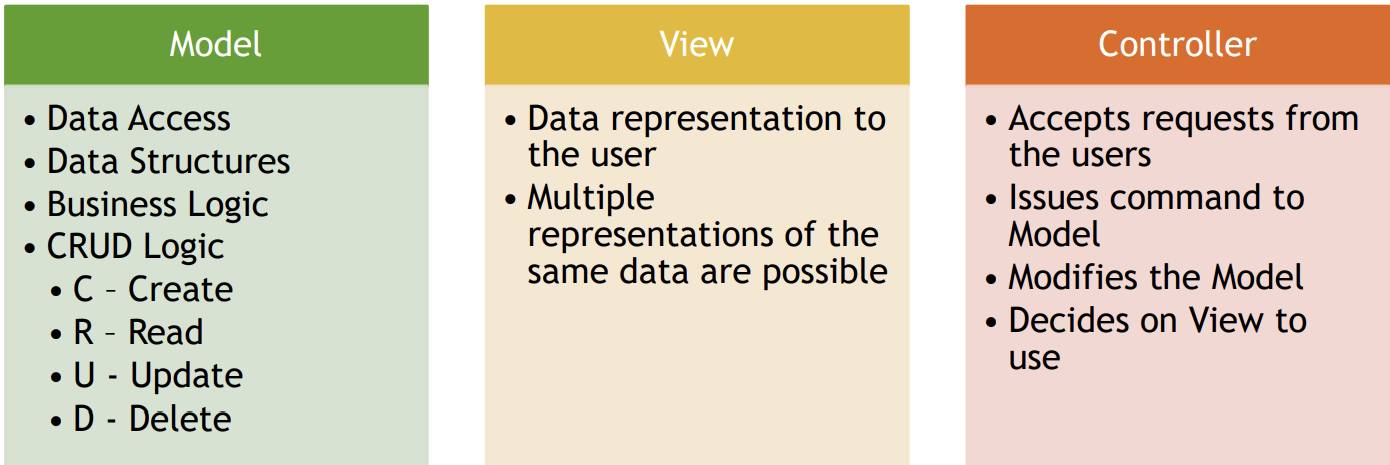 Model
• Data Access
• Data Structures
• Business Logic
• CRUD Logic
• C – Create
• R – Read
• U - Update
• D - Delete
View
• Data representation to
the user
• Multiple
representations of the
same data are possible
Controller
• Accepts requests from
the users
• Issues command to
Model
• Modifies the Model
• Decides on View to
use